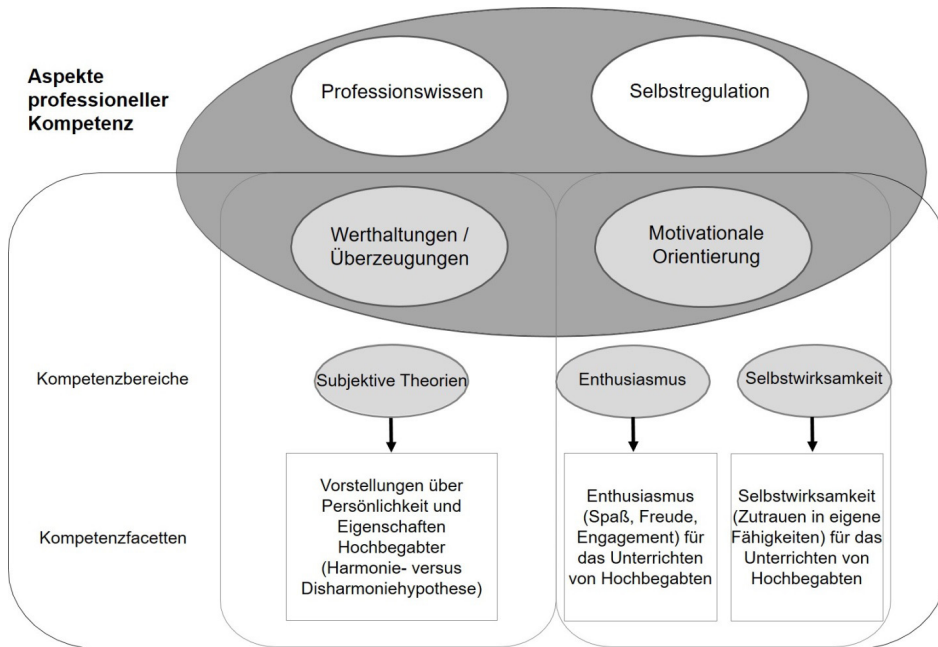 Aspekte
professioneller
Kompetenz
Professionswissen
Selbstregulation
Werthaltungen /
Überzeugungen
Motivationale
Orientierung
Kompetenzbereiche
Subjektive Theorien
Enthusiasmus
Selbstwirksamkeit
Kompetenzfacetten
Vorstellungen über
Persönlichkeit und
Eigenschaften
Hochbegabter
(Harmonie- versus
Disharmoniehypothese)
Enthusiasmus
(Spaß, Freude,
Engagement) für
das Unterrichten
von Hochbegabten
Selbstwirksamkeit
(Zutrauen in eigene
Fähigkeiten) für das
Unterrichten von
Hochbegabten